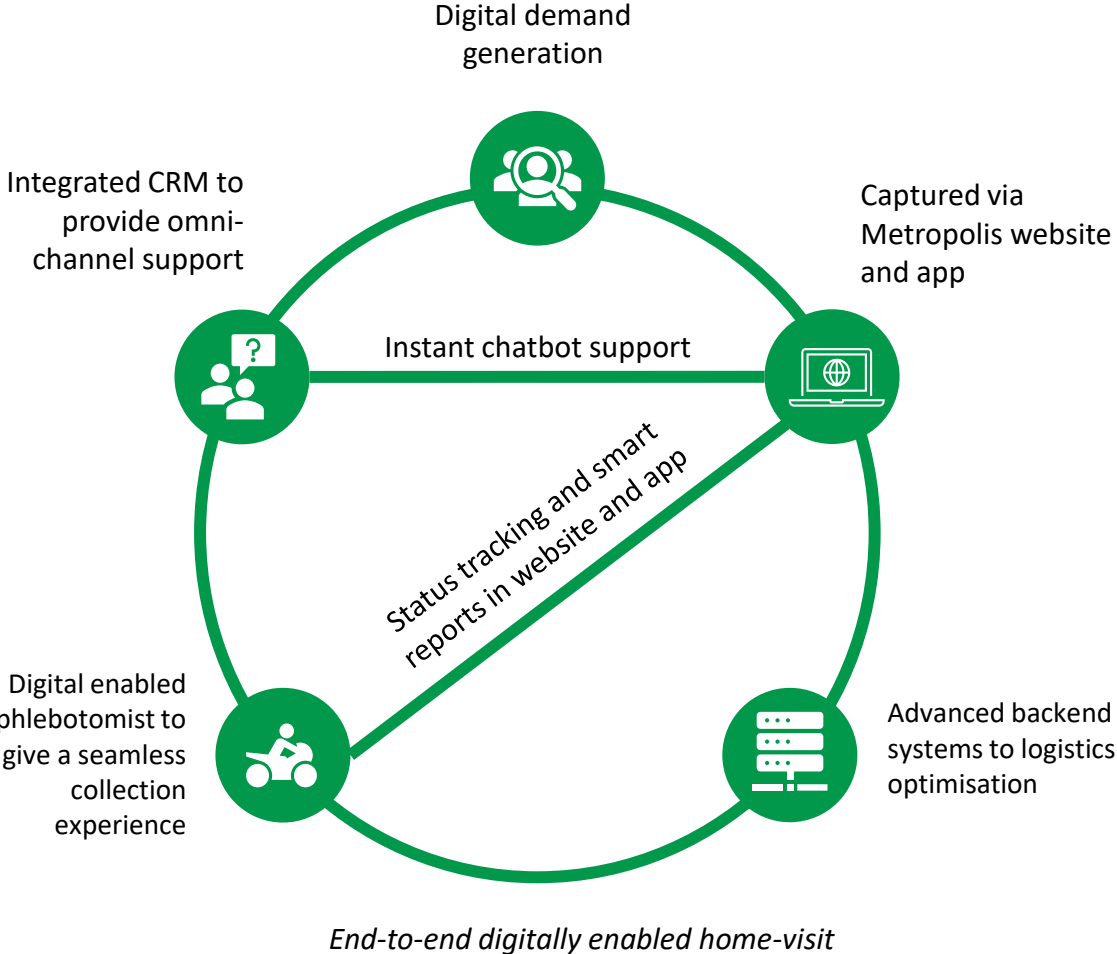 Digital demand
generation
Integrated CRM to
provide omni-
channel support
Captured via
Metropolis website
and app
?
Instant chatbot support
Status tracking and smart
reports in website and app
Digital enabled
phlebotomist to
give a seamless
collection
experience
Advanced backend
systems to logistics
optimisation
End-to-end digitally enabled home-visit